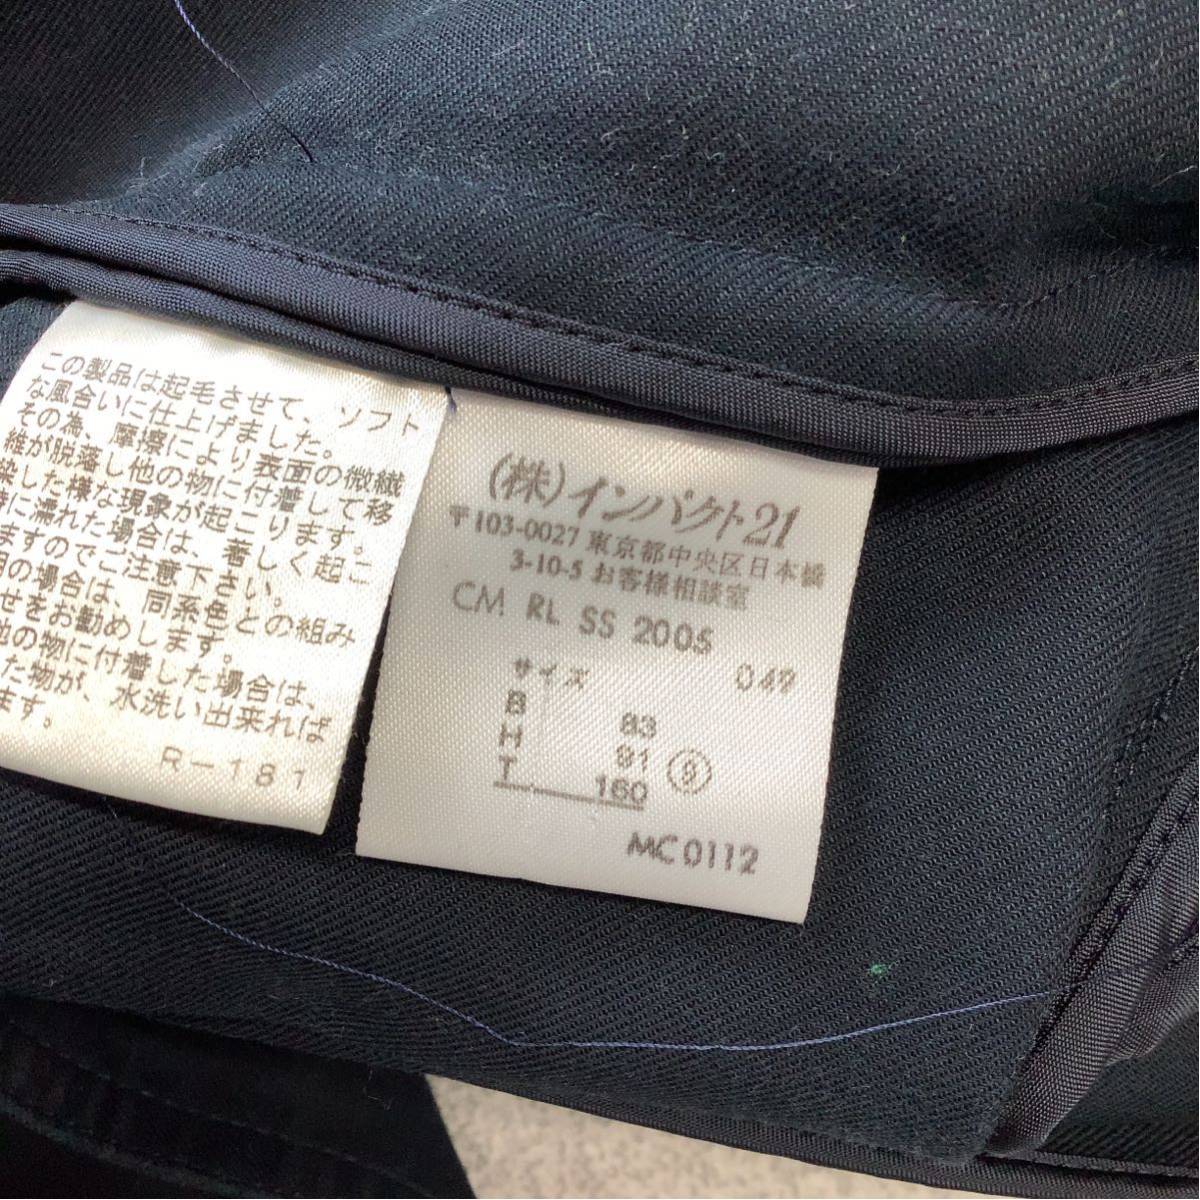 この製品は起毛させて、ソフト
な風合いに仕上げました。
その為、摩擦により表面の微繊
維が脱落し他の物に付着して移
染した様な現象が起こります。
に濡れた場合は、著しく起こ
ますのでご注意下さい。
の場合は、同系色との組み
せをお勧めします。
の物に付着した場合は、
た物が、水洗い出来れば
ます。
R-181
(株)インパクト21
〒103-0027 東京都中央区日本橋
3-10-5 お客様相談室
CM RL SS 2005
049
サイズ
B 83
H 91 ⑨
T 160
MC0112